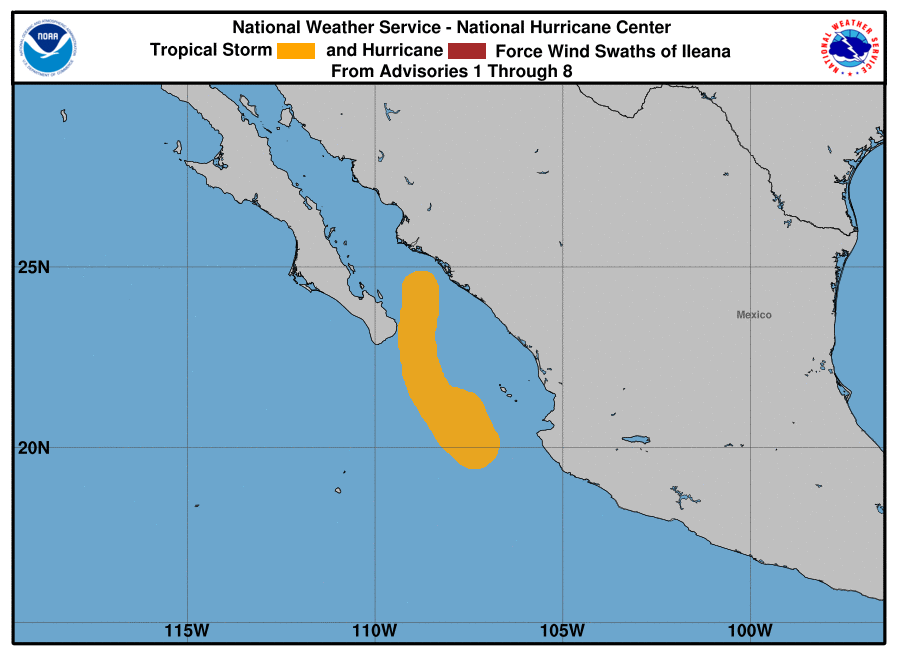 National Weather Service - National Hurricane Center
Tropical Storm and Hurricane Force Wind Swaths of Ileana
From Advisories 1 Through 8
NOAA
NATIONAL WEATHER SERVICE
25N
Mexico
20N
115W 110W 105W 100W